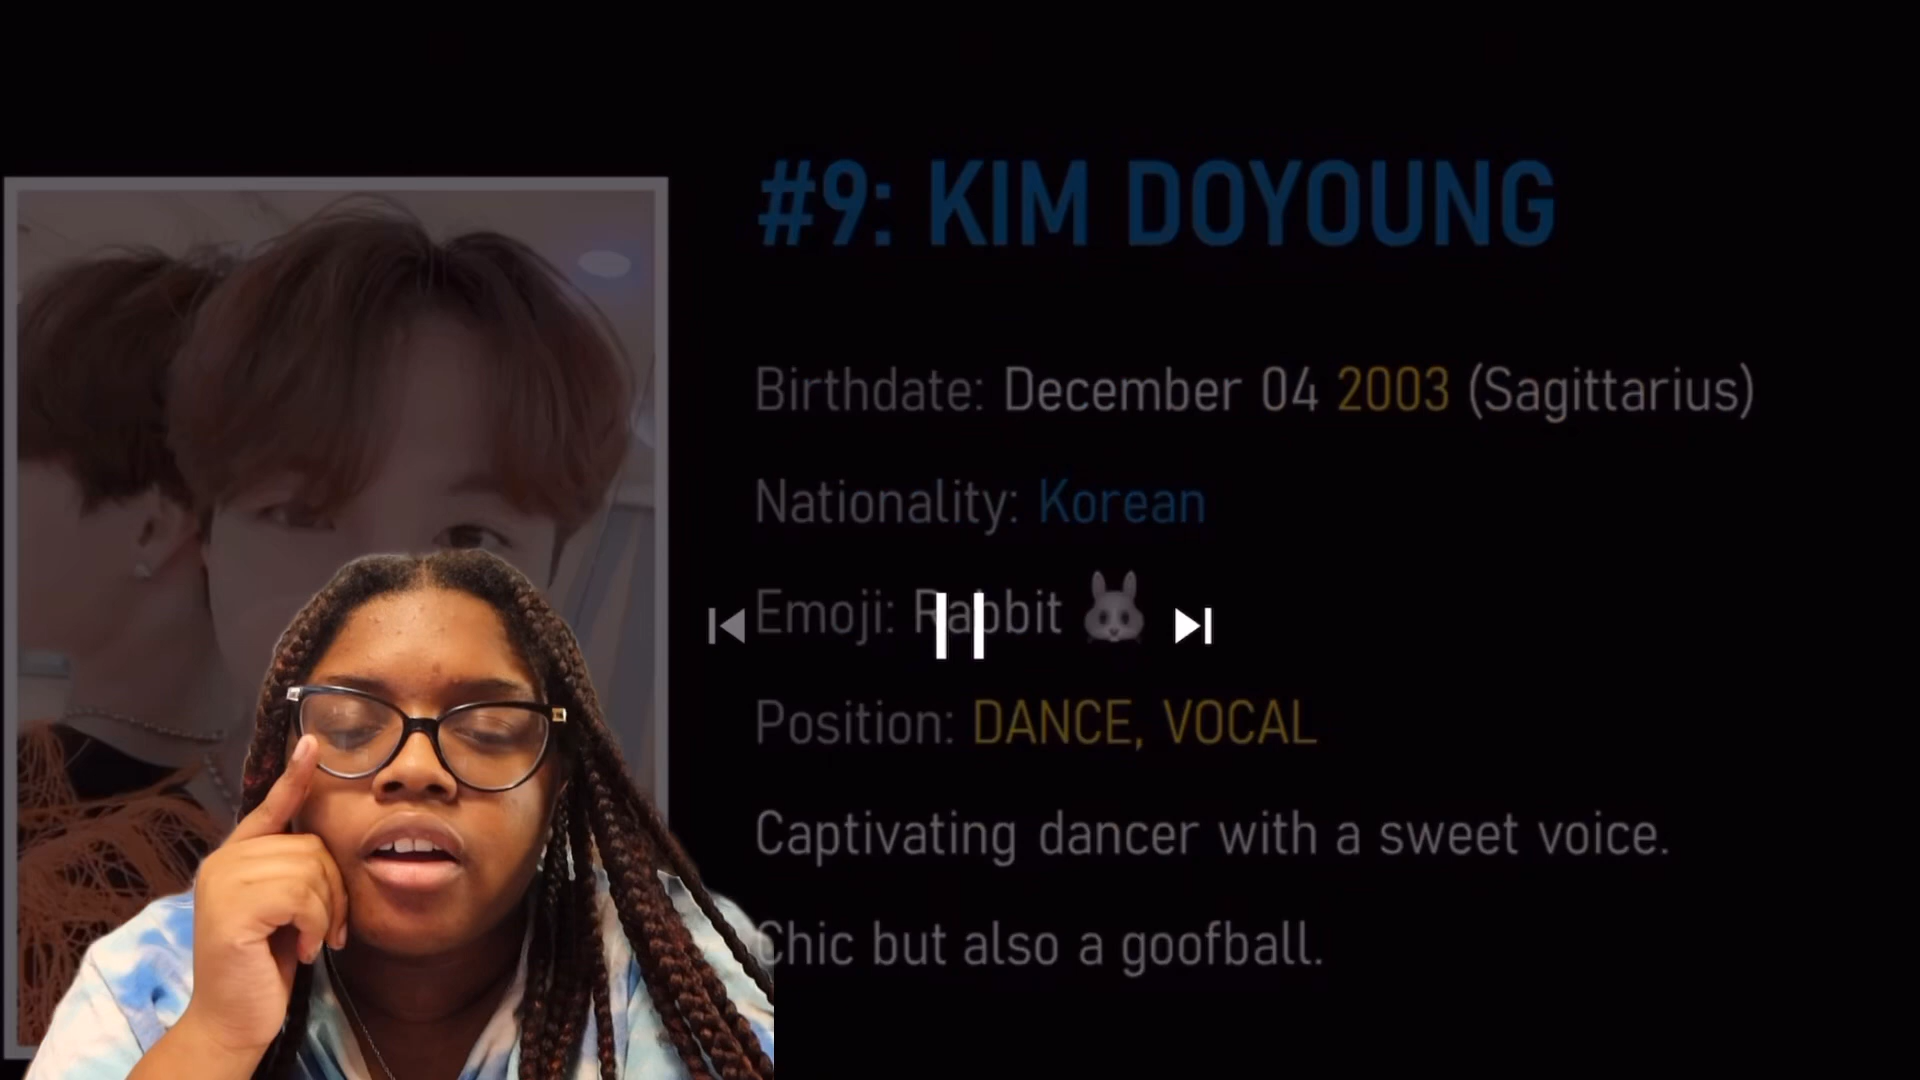 #9: KIM DOYOUNG
Birthdate: December 04 2003 (Sagittarius)
Nationality: Korean
Emoji: Rabbit 🐰
Position: DANCE, VOCAL
Captivating dancer with a sweet voice.
Chic but also a goofball.